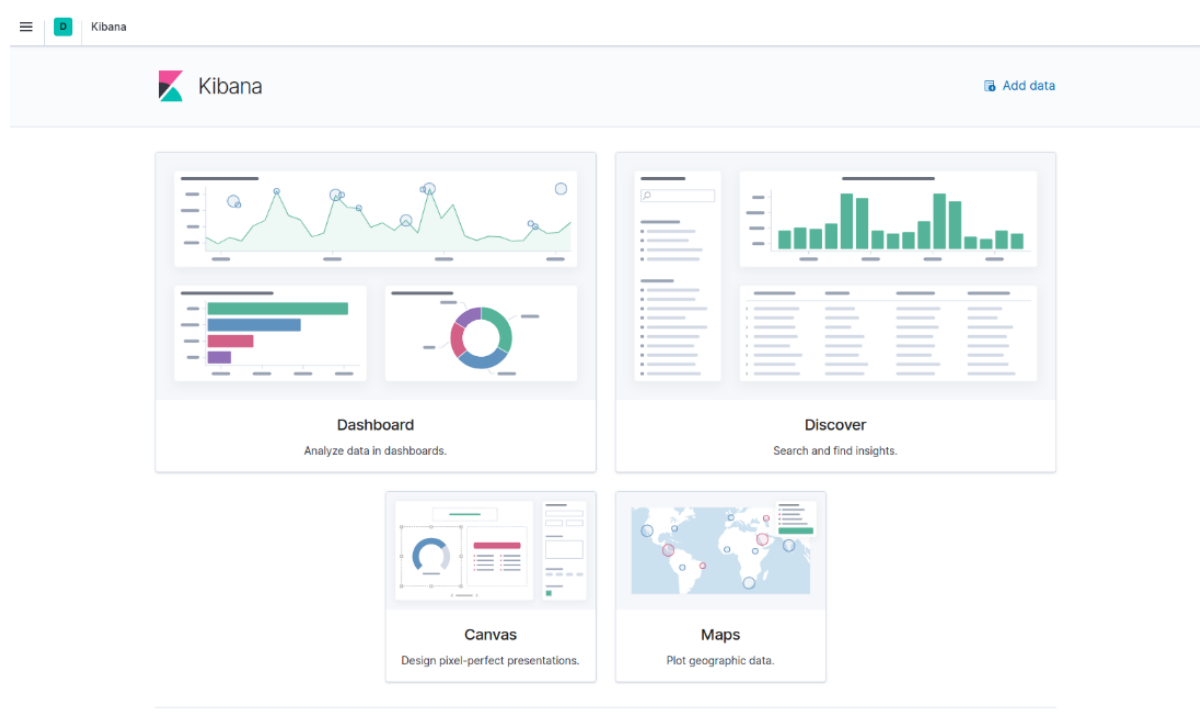 D
Kibana
Kibana
Add data
Dashboard
Analyze data in dashboards.
Discover
Search and find insights.
Canvas
Design pixel-perfect presentations.
Maps
Plot geographic data.